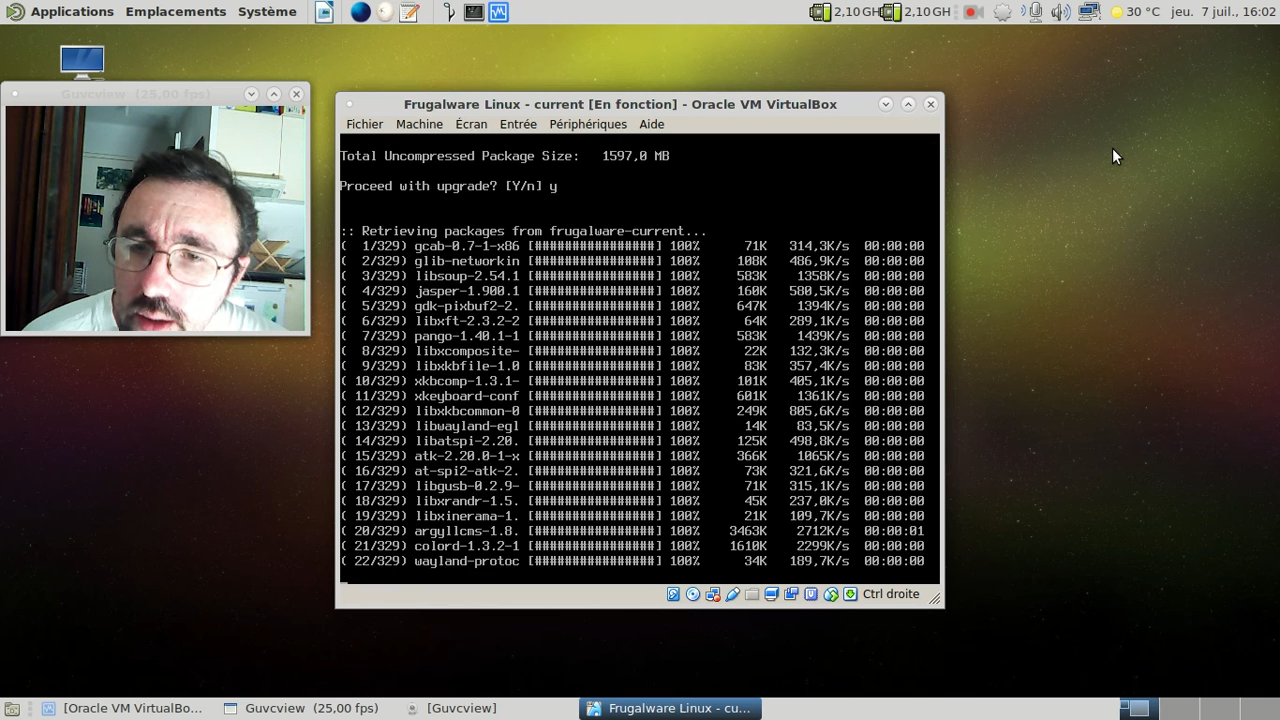 Applications Emplacements Système 2,10 GH 2,10 GH 30 °C jeu. 7 juil., 16:02
Guvcview (25,00 fps)
Frugalware Linux - current [En fonction] - Oracle VM VirtualBox
Fichier Machine Écran Entrée Périphériques Aide
Total Uncompressed Package Size: 1597,0 MB
Proceed with upgrade? [Y/n] y
:: Retrieving packages from frugalware-current...
( 1/329) gcab-0.7-1-x86 [################] 100% 71K 314,3K/s 00:00:00
( 2/329) glib-networkin [################] 100% 108K 486,9K/s 00:00:00
( 3/329) libsoup-2.54.1 [################] 100% 583K 1358K/s 00:00:00
( 4/329) jasper-1.900.1 [################] 100% 160K 580,5K/s 00:00:00
( 5/329) gdk-pixbuf2-2. [################] 100% 647K 1394K/s 00:00:00
( 6/329) libxft-2.3.2-2 [################] 100% 64K 289,1K/s 00:00:00
( 7/329) pango-1.40.1-1 [################] 100% 583K 1439K/s 00:00:00
( 8/329) libxcomposite- [################] 100% 22K 132,3K/s 00:00:00
( 9/329) libxkbfile-1.0 [################] 100% 83K 357,4K/s 00:00:00
( 10/329) xkbcomp-1.3.1- [################] 100% 101K 405,1K/s 00:00:00
( 11/329) xkeyboard-conf [################] 100% 601K 1361K/s 00:00:00
( 12/329) libxkbcommon-0 [################] 100% 249K 805,6K/s 00:00:00
( 13/329) libwayland-egl [################] 100% 14K 83,5K/s 00:00:00
( 14/329) libatspi-2.20. [################] 100% 125K 498,8K/s 00:00:00
( 15/329) atk-2.20.0-1-x [################] 100% 366K 1065K/s 00:00:00
( 16/329) at-spi2-atk-2. [################] 100% 73K 321,6K/s 00:00:00
( 17/329) libgusb-0.2.9- [################] 100% 71K 315,1K/s 00:00:00
( 18/329) libxrandr-1.5. [################] 100% 45K 237,0K/s 00:00:00
( 19/329) libxinerama-1. [################] 100% 21K 109,7K/s 00:00:00
( 20/329) argyllcms-1.8. [################] 100% 3463K 2712K/s 00:00:01
( 21/329) colord-1.3.2-1 [################] 100% 1610K 2299K/s 00:00:00
( 22/329) wayland-protoc [################] 100% 34K 189,7K/s 00:00:00
Ctrl droite
[Oracle VM VirtualBo... Guvcview (25,00 fps) [Guvcview] Frugalware Linux - cu...